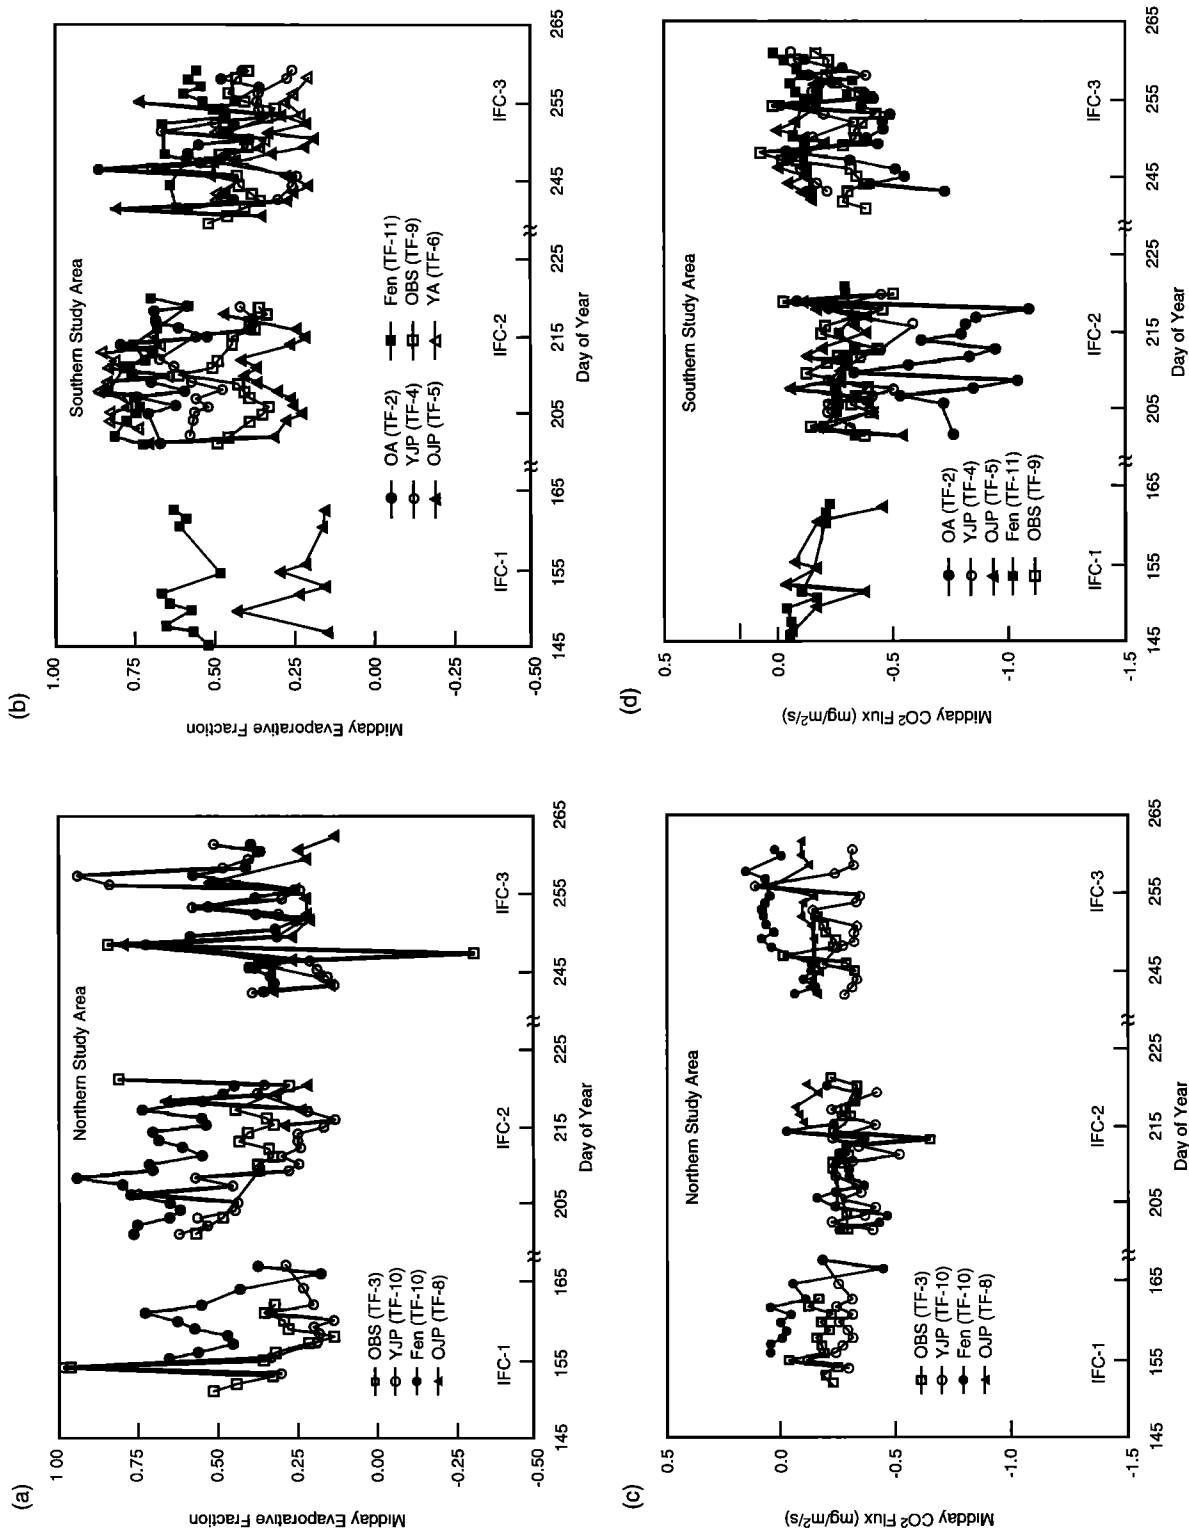 (a)
Midday Evaporative Fraction
1 00
0.75
0.50
0.25
0.00
-0.25
-0.50
Northern Study Area
OBS (TF-3)
YJP (TF-10)
Fen (TF-10)
OJP (TF-8)
IFC-1
IFC-2
IFC-3
145
155
165
205
215
225
245
255
265
Day of Year
(b)
Midday Evaporative Fraction
1.00
0.75
0.50
0.25
0.00
-0.25
-0.50
Southern Study Area
OA (TF-2)
YJP (TF-4)
OJP (TF-5)
Fen (TF-11)
OBS (TF-9)
YA (TF-6)
IFC-1
IFC-2
IFC-3
145
155
165
205
215
225
245
255
265
Day of Year
(c)
Midday CO2 Flux (mg/m2/s)
0.5
0.0
-0.5
-1.0
-1.5
Northern Study Area
OBS (TF-3)
YJP (TF-10)
Fen (TF-10)
OJP (TF-8)
IFC-1
IFC-2
IFC-3
145
155
165
205
215
225
245
255
265
Day of Year
(d)
Midday CO2 Flux (mg/m2/s)
0.5
0.0
-0.5
-1.0
-1.5
Southern Study Area
OA (TF-2)
YJP (TF-4)
OJP (TF-5)
Fen (TF-11)
OBS (TF-9)
IFC-1
IFC-2
IFC-3
145
155
165
205
215
225
245
255
265
Day of Year